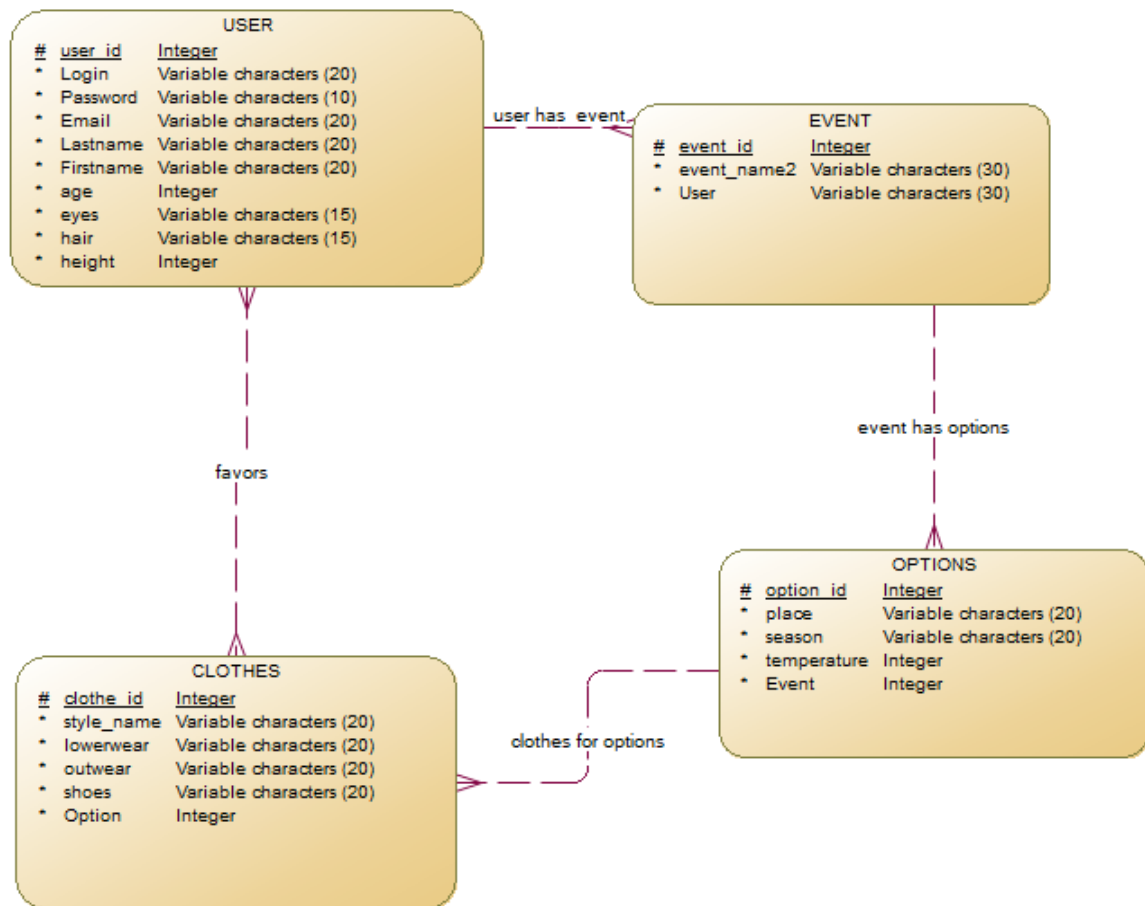 USER
# user_id Integer
* Login Variable characters (20)
* Password Variable characters (10)
* Email Variable characters (20)
* Lastname Variable characters (20)
* Firstname Variable characters (20)
* age Integer
* eyes Variable characters (15)
* hair Variable characters (15)
* height Integer
user has event
EVENT
# event_id Integer
* event_name2 Variable characters (30)
* User Variable characters (30)
favors
event has options
OPTIONS
# option_id Integer
* place Variable characters (20)
* season Variable characters (20)
* temperature Integer
* Event Integer
clothes for options
CLOTHES
# clothe_id Integer
* style_name Variable characters (20)
* lowerwear Variable characters (20)
* outwear Variable characters (20)
* shoes Variable characters (20)
* Option Integer